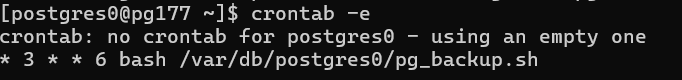 [postgres0@pg177 ~]$ crontab -e
crontab: no crontab for postgres0 - using an empty one
* 3 * * 6 bash /var/db/postgres0/pg_backup.sh